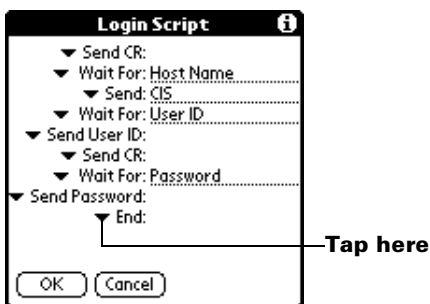 Login Script
Send CR:
Wait For: Host Name
Send: CIS
Wait For: User ID
Send User ID:
Send CR:
Wait For: Password
Send Password:
End:
Tap here
OK Cancel